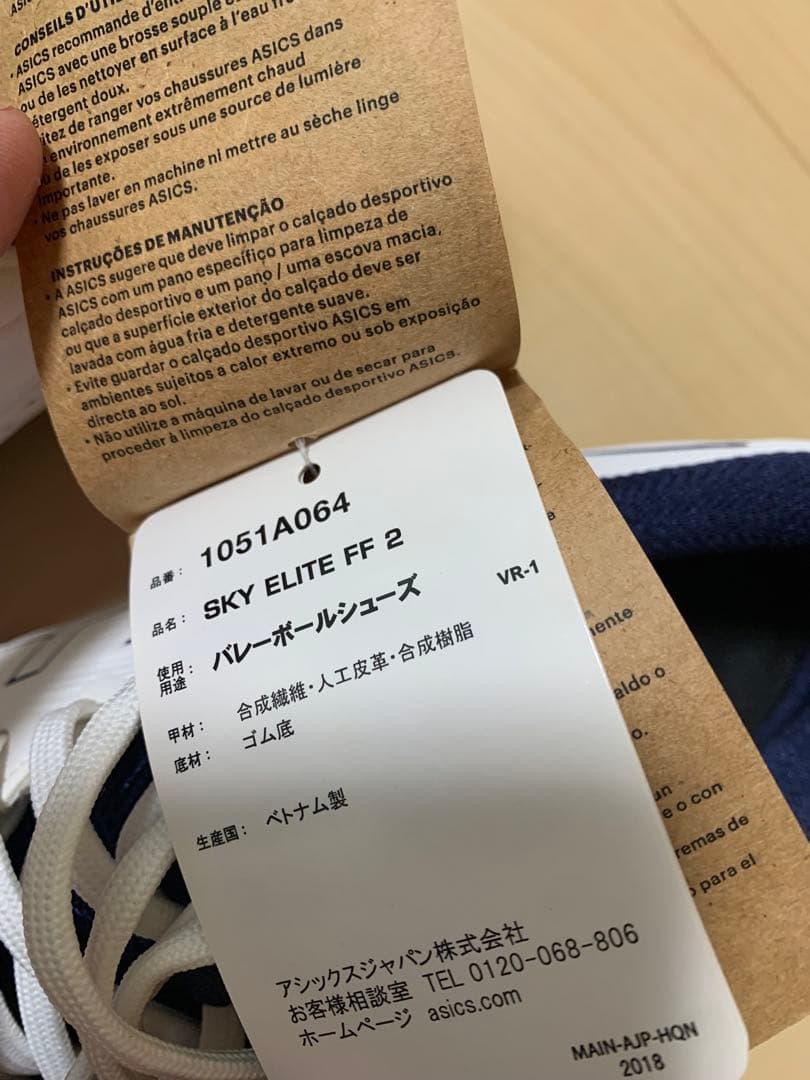 CONSEILS D'UTI
• ASICS recommande d'ent
ASICS avec une brosse souple
ou de les nettoyer en surface à l'eau fr
étergent doux.
itez de ranger vos chaussures ASICS dans
environnement extrêmement chaud
u de les exposer sous une source de lumière
importante.
• Ne pas laver en machine ni mettre au sèche linge
vos chaussures ASICS.
INSTRUÇÕES DE MANUTENÇÃO
• A ASICS sugere que deve limpar o calçado desportivo
ASICS com um pano específico para limpeza de
calçado desportivo e um pano / uma escova macia,
ou que a superfície exterior do calçado deve ser
lavada com água fria e detergente suave.
• Evite guardar o calçado desportivo ASICS em
ambientes sujeitos a calor extremo ou sob exposição
directa ao sol.
• Não utilize a máquina de lavar ou de secar para
proceder à limpeza do calçado desportivo ASICS.
品番: 1051A064
品名: SKY ELITE FF 2
使用用途: バレーボールシューズ VR-1
甲材: 合成繊維・人工皮革・合成樹脂
底材: ゴム底
生産国: ベトナム製
アシックスジャパン株式会社
お客様相談室 TEL 0120-068-806
ホームページ asics.com
MAIN-AJP-HQN
2018
mente
aldo o
o.
un
e o con
remas de
para el